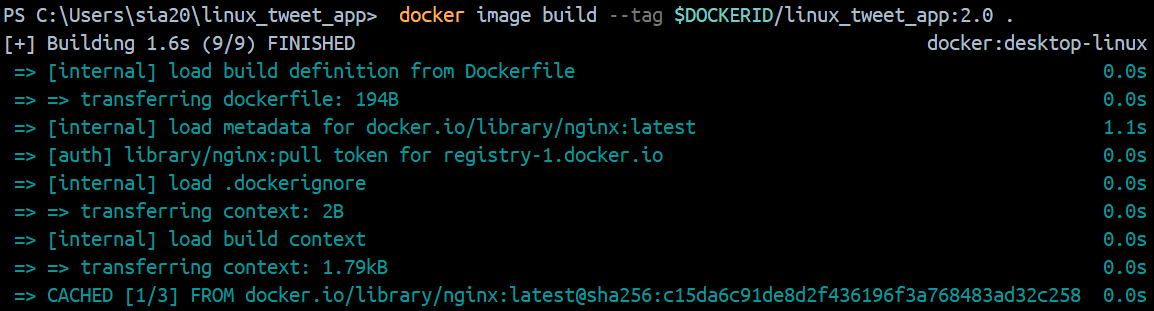 PS C:\Users\sia20\linux_tweet_app>  docker image build --tag $DOCKERID/linux_tweet_app:2.0 .
[+] Building 1.6s (9/9) FINISHED                                 docker:desktop-linux
 => [internal] load build definition from Dockerfile                             0.0s
 => => transferring dockerfile: 194B                                             0.0s
 => [internal] load metadata for docker.io/library/nginx:latest                  1.1s
 => [auth] library/nginx:pull token for registry-1.docker.io                     0.0s
 => [internal] load .dockerignore                                                0.0s
 => => transferring context: 2B                                                  0.0s
 => [internal] load build context                                                0.0s
 => => transferring context: 1.79kB                                              0.0s
 => CACHED [1/3] FROM docker.io/library/nginx:latest@sha256:c15da6c91de8d2f436196f3a768483ad32c258  0.0s